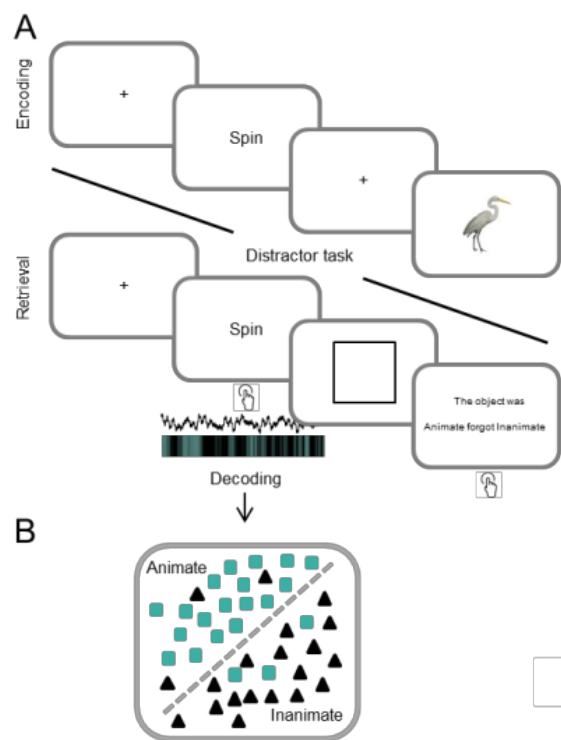 A
Encoding
+
Spin
+
Distractor task
Retrieval
+
Spin
The object was
Animate forgot Inanimate
Decoding
B
Animate
Inanimate